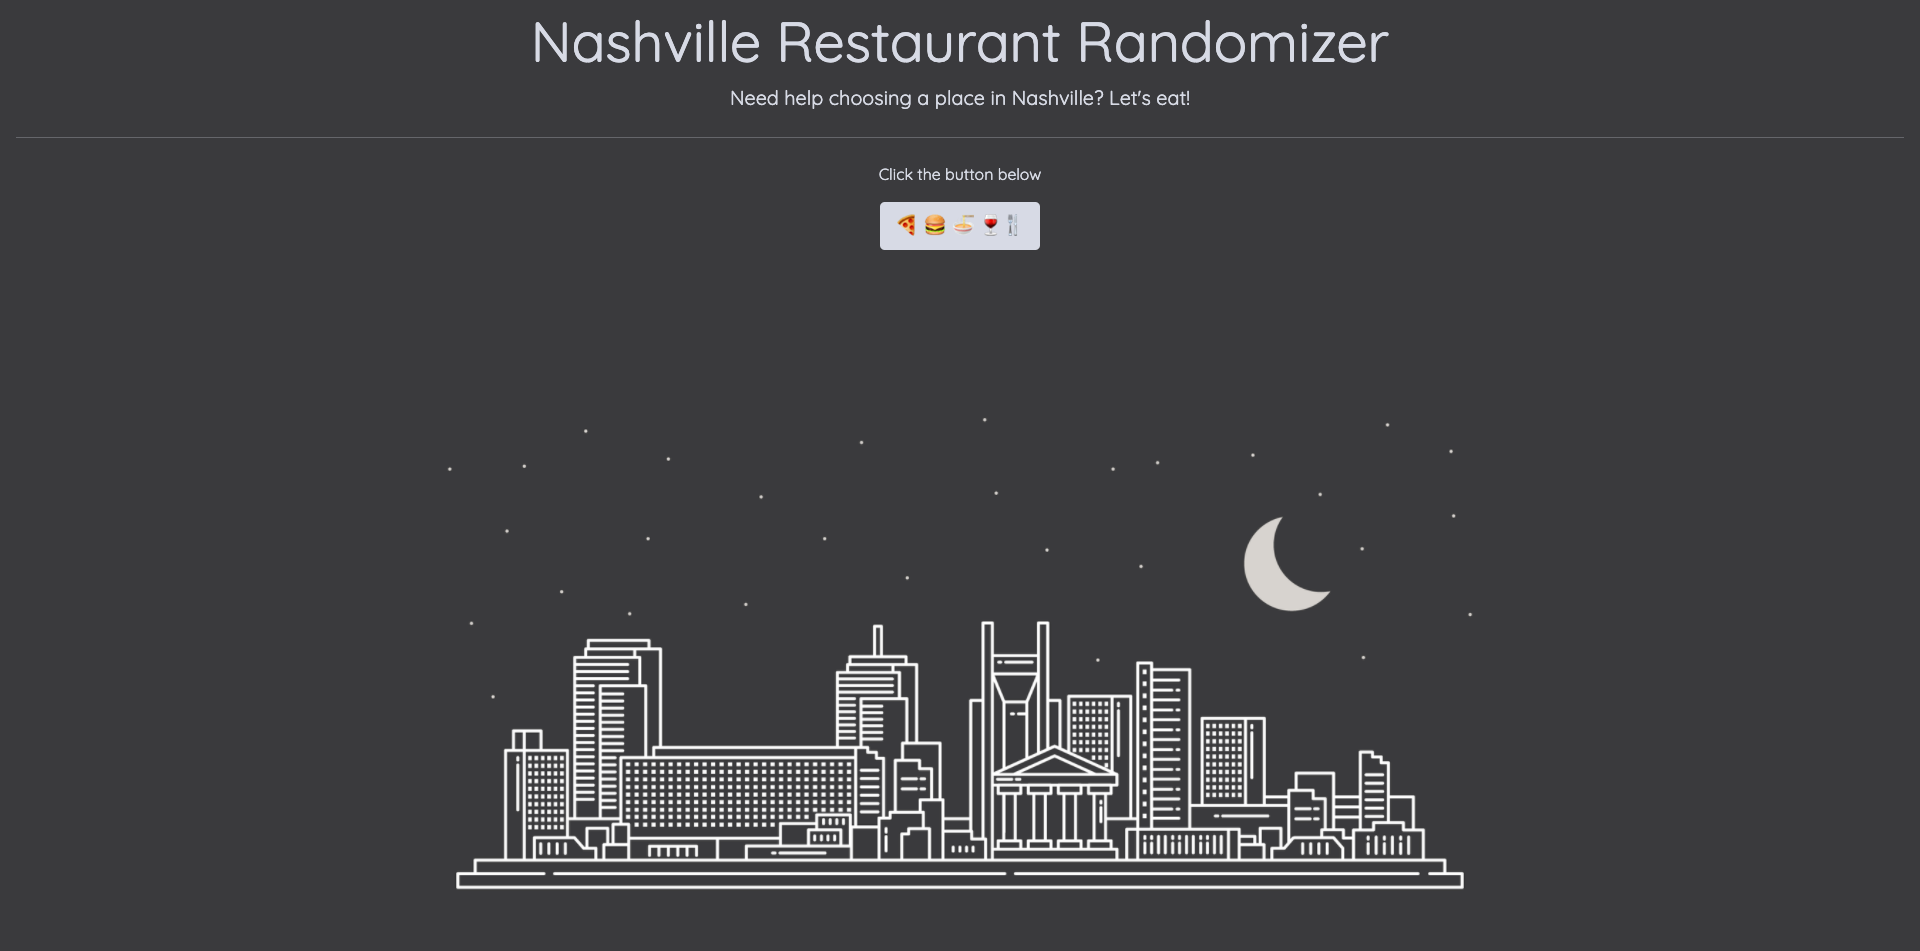 Nashville Restaurant Randomizer
Need help choosing a place in Nashville? Let's eat!
Click the button below